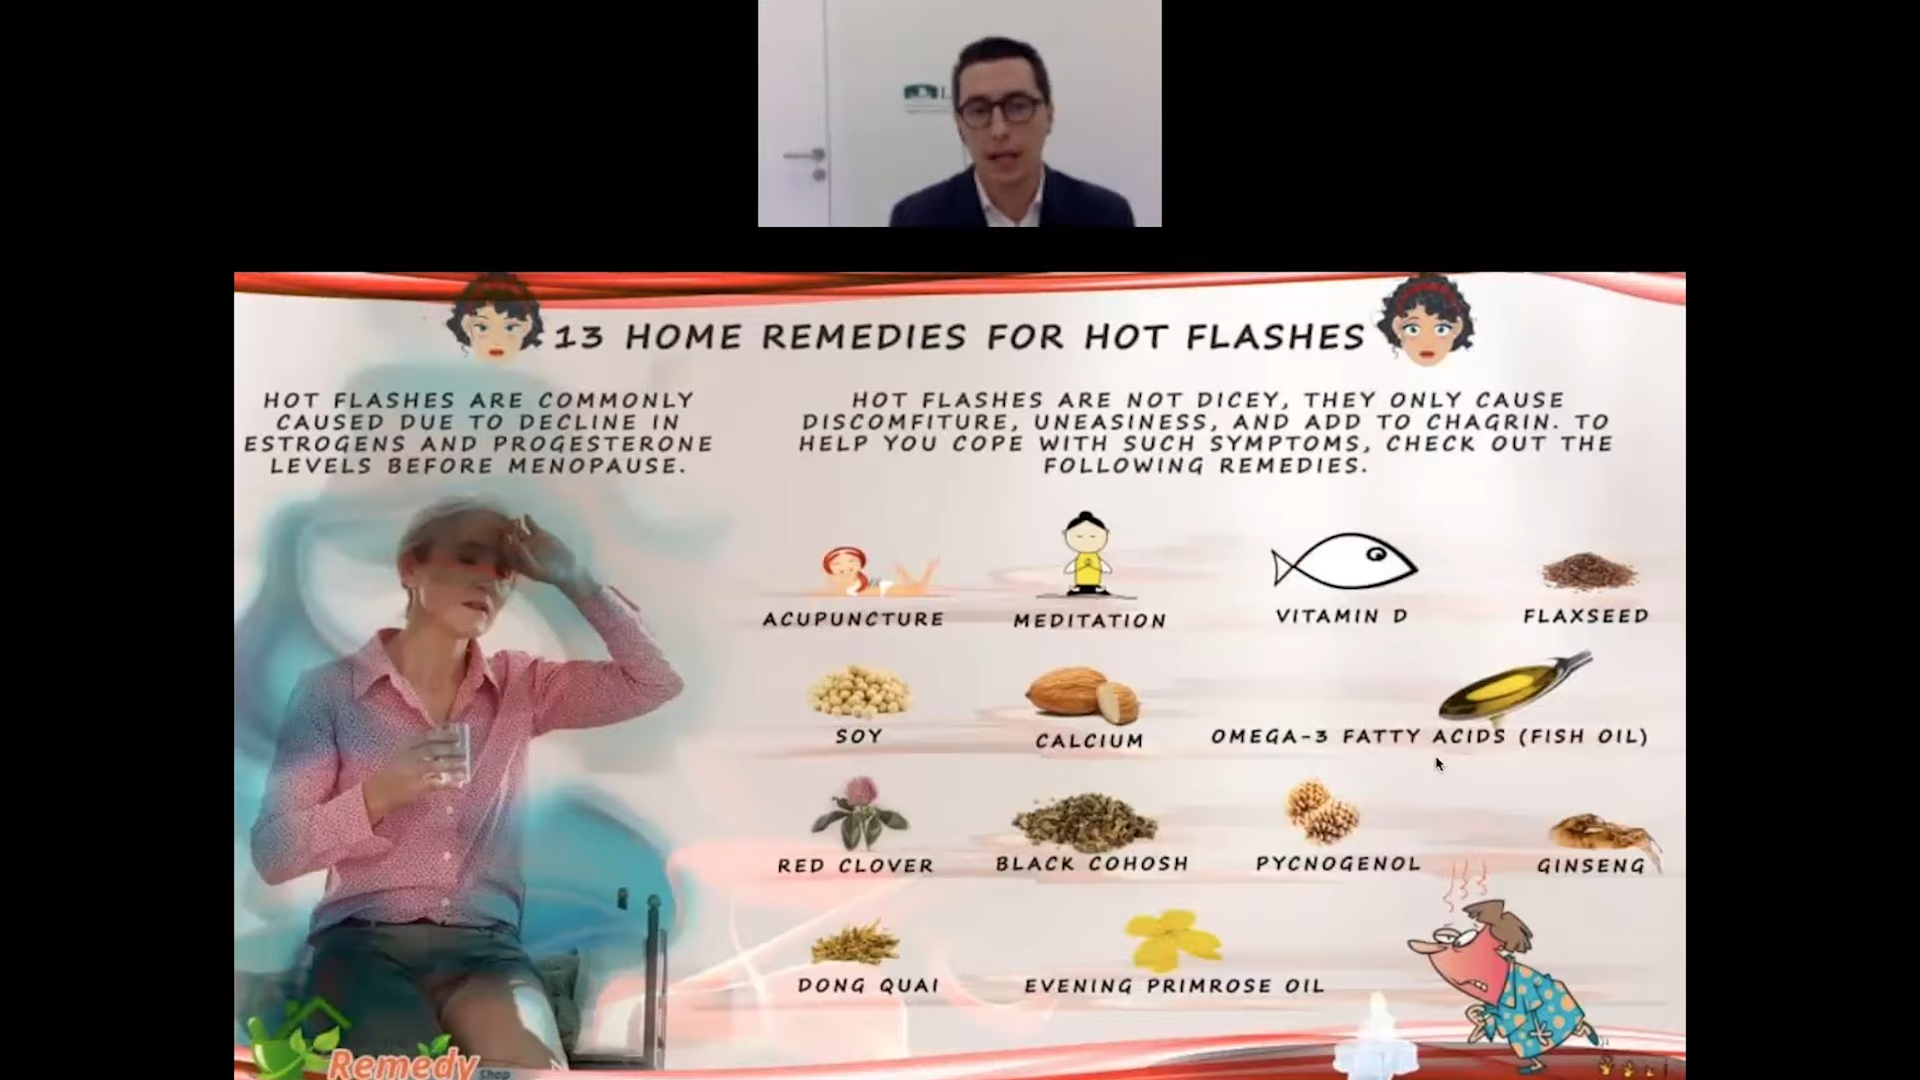 13 HOME REMEDIES FOR HOT FLASHES
HOT FLASHES ARE COMMONLY
CAUSED DUE TO DECLINE IN
ESTROGENS AND PROGESTERONE
LEVELS BEFORE MENOPAUSE.
HOT FLASHES ARE NOT DICEY, THEY ONLY CAUSE
DISCOMFITURE, UNEASINESS, AND ADD TO CHAGRIN. TO
HELP YOU COPE WITH SUCH SYMPTOMS, CHECK OUT THE
FOLLOWING REMEDIES.
ACUPUNCTURE
MEDITATION
VITAMIN D
FLAXSEED
SOY
CALCIUM
OMEGA-3 FATTY ACIDS (FISH OIL)
RED CLOVER
BLACK COHOSH
PYCNOGENOL
GINSENG
DONG QUAI
EVENING PRIMROSE OIL
Remedy
Shop